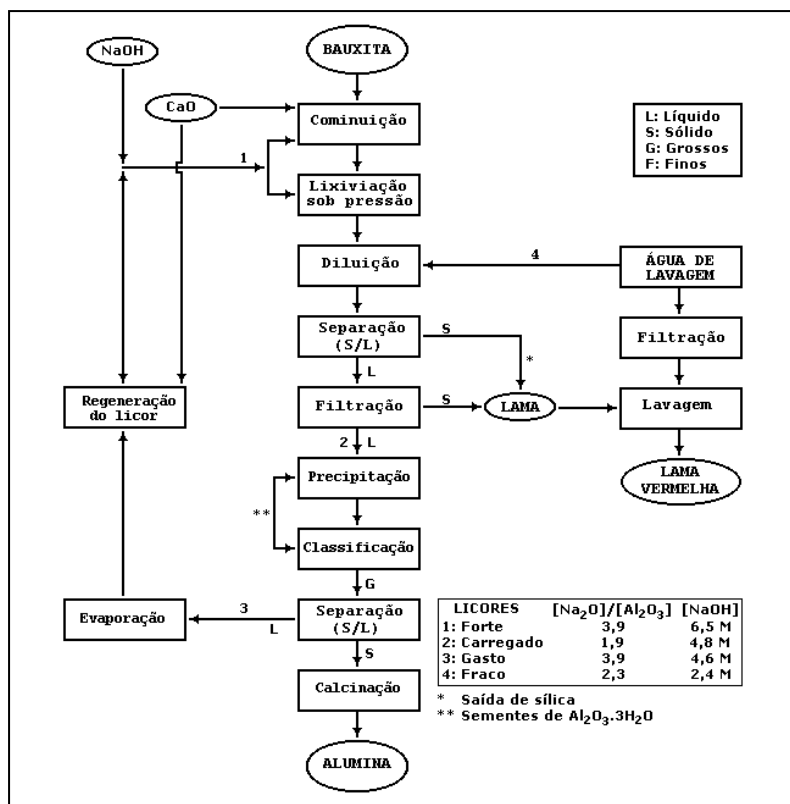 NaOH
BAUXITA
CaO
Cominuição
L: Líquido
S: Sólido
G: Grossos
F: Finos
1
Lixiviação
sob pressão
Diluição
4
ÁGUA DE
LAVAGEM
Separação
(S/L)
S
*
Filtração
L
Regeneração
do licor
Filtração
S
LAMA
Lavagem
2 L
Precipitação
LAMA
VERMELHA
**
Classificação
G
Evaporação
3
L
Separação
(S/L)
S
Calcinação
ALUMINA
LICORES [Na2O]/[Al2O3] [NaOH]
1: Forte 3,9 6,5 M
2: Carregado 1,9 4,8 M
3: Gasto 3,9 4,6 M
4: Fraco 2,3 2,4 M
* Saída de sílica
** Sementes de Al2O3.3H2O